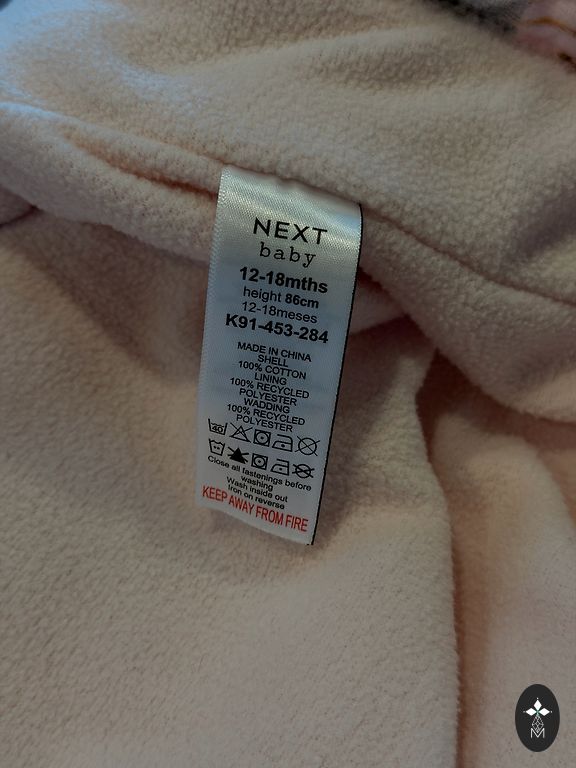 NEXT
baby
12-18mths
height 86cm
12-18meses
K91-453-284
MADE IN CHINA
SHELL
100% COTTON
LINING
100% RECYCLED
POLYESTER
WADDING
100% RECYCLED
POLYESTER
40
Close all fastenings before
washing
Wash inside out
Iron on reverse
KEEP AWAY FROM FIRE
M